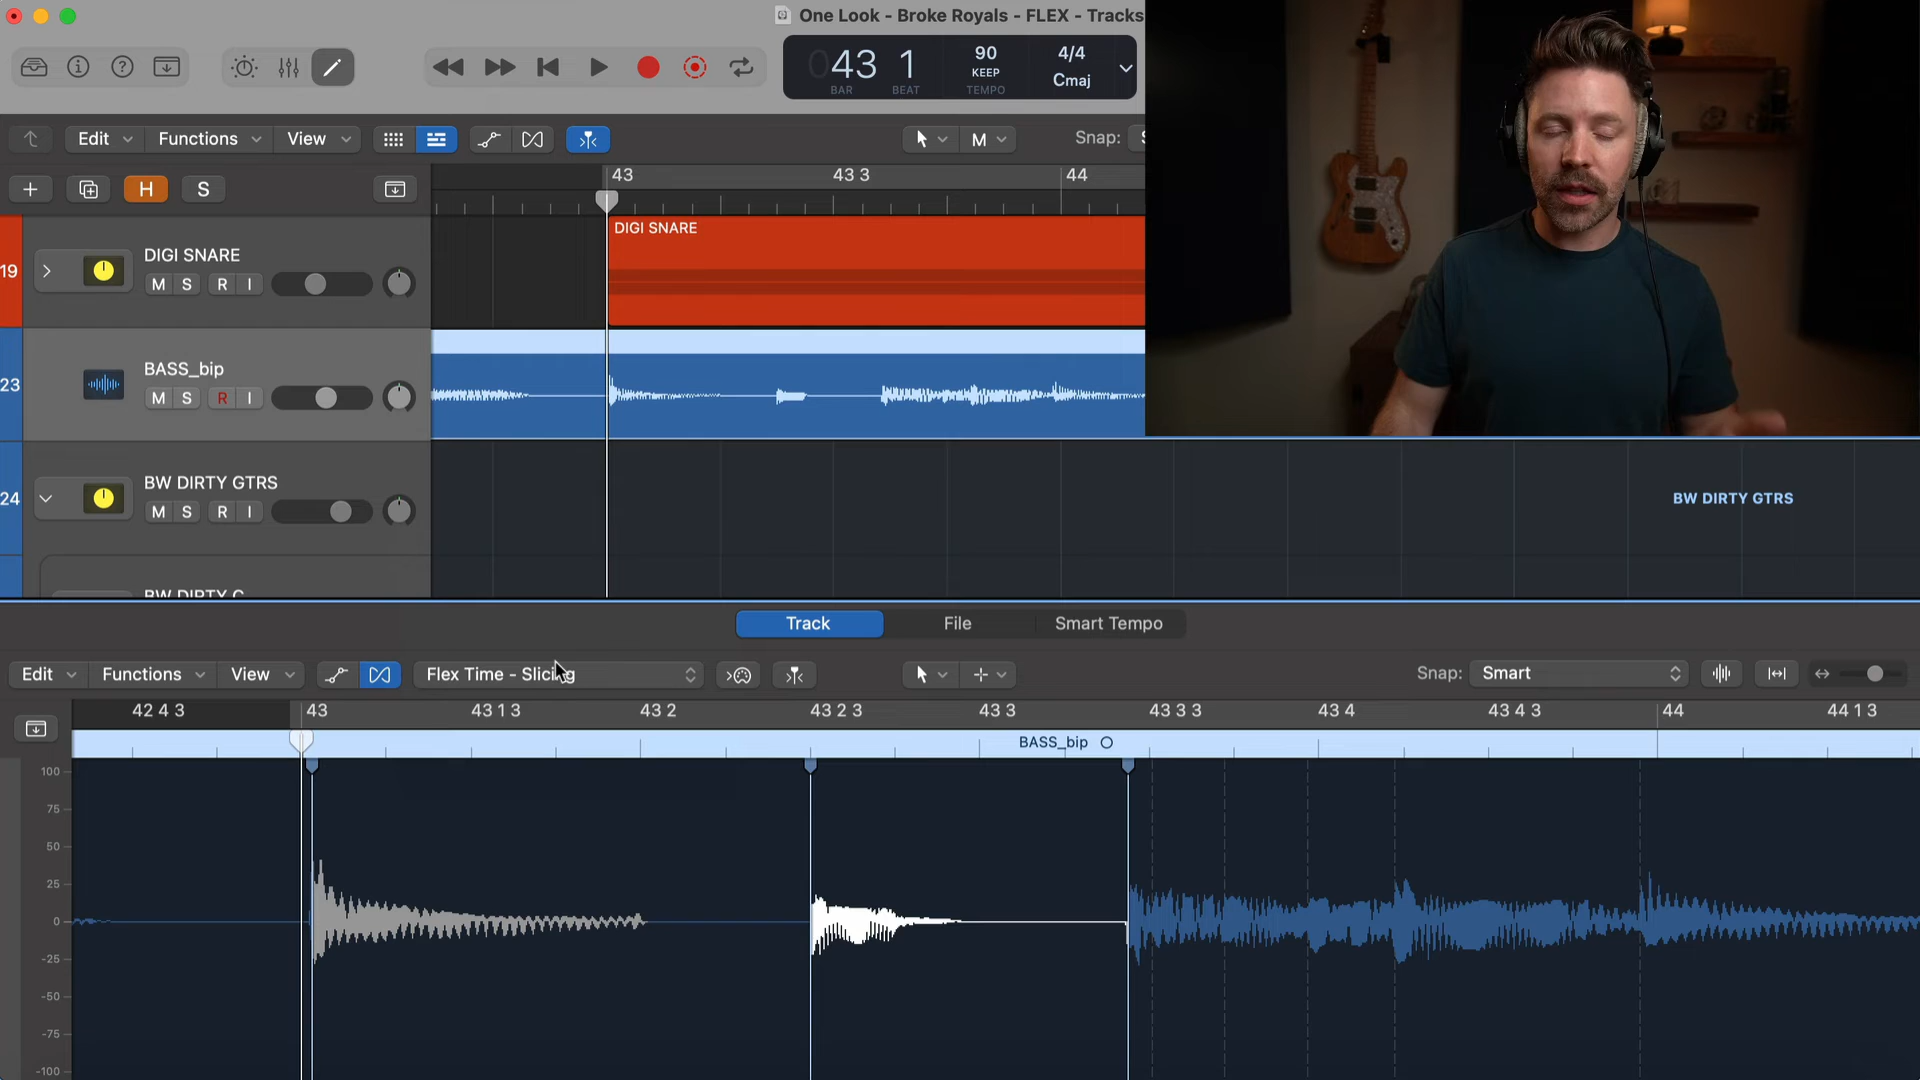 One Look - Broke Royals - FLEX - Tracks
43 1
BAR BEAT
90
KEEP
TEMPO
4/4
Cmaj
Edit Functions View
M
Snap:
H S
43 43 3 44
19
DIGI SNARE
M S R I
DIGI SNARE
23
BASS_bip
M S R I
24
BW DIRTY GTRS
M S R I
BW DIRTY GTRS
Track File Smart Tempo
Edit Functions View
Flex Time - Slicing
Snap: Smart
42 4 3 43 43 1 3 43 2 43 2 3 43 3 43 3 3 43 4 43 4 3 44 44 1 3
BASS_bip
100
75
50
25
0
-25
-50
-75
-100